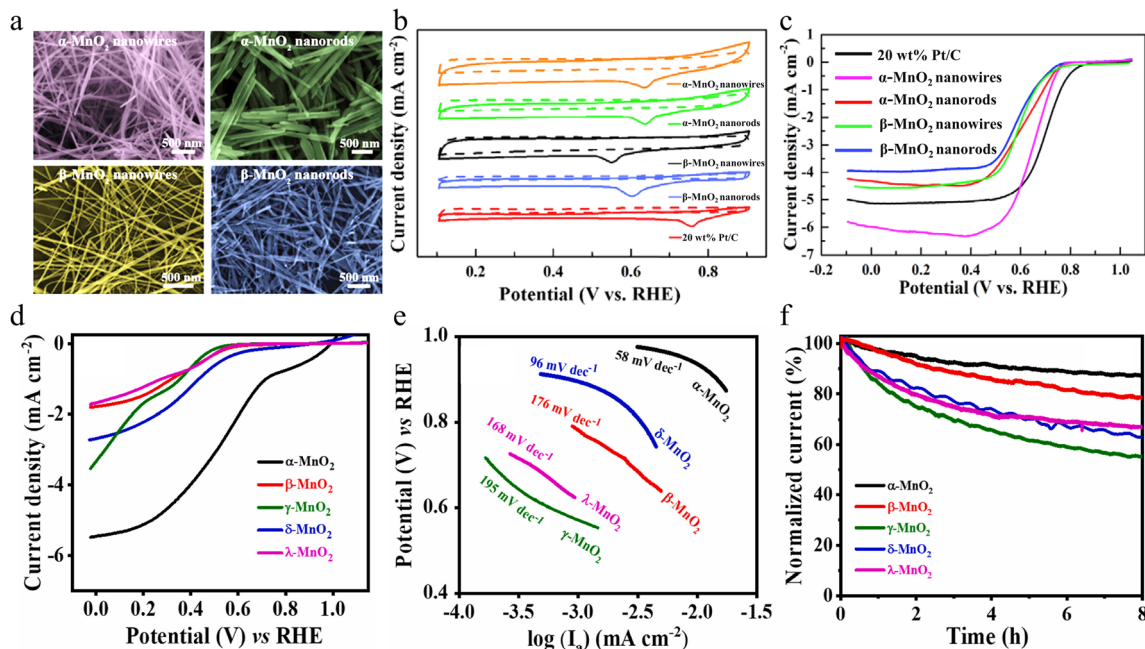 a
α-MnO₂ nanowires
500 nm
α-MnO₂ nanorods
500 nm
β-MnO₂ nanowires
500 nm
β-MnO₂ nanorods
500 nm
b
Current density (mA cm⁻²)
α-MnO₂ nanowires
α-MnO₂ nanorods
β-MnO₂ nanowires
β-MnO₂ nanorods
20 wt% Pt/C
0.2 0.4 0.6 0.8
Potential (V vs. RHE)
c
Current density (mA cm⁻²)
1
0
-1
-2
-3
-4
-5
-6
-7
20 wt% Pt/C
α-MnO₂ nanowires
α-MnO₂ nanorods
β-MnO₂ nanowires
β-MnO₂ nanorods
-0.2 0.0 0.2 0.4 0.6 0.8 1.0
Potential (V vs. RHE)
d
Current density (mA cm⁻²)
0
-2
-4
-6
α-MnO₂
β-MnO₂
γ-MnO₂
δ-MnO₂
λ-MnO₂
0.0 0.2 0.4 0.6 0.8 1.0
Potential (V) vs RHE
e
Potential (V) vs RHE
1.0
0.8
0.6
0.4
58 mV dec⁻¹
α-MnO₂
96 mV dec⁻¹
δ-MnO₂
176 mV dec⁻¹
β-MnO₂
168 mV dec⁻¹
λ-MnO₂
195 mV dec⁻¹
γ-MnO₂
-4.0 -3.5 -3.0 -2.5 -2.0 -1.5
log (Iₐ) (mA cm⁻²)
f
Normalized current (%)
100
80
60
40
20
0
α-MnO₂
β-MnO₂
γ-MnO₂
δ-MnO₂
λ-MnO₂
0 2 4 6 8
Time (h)